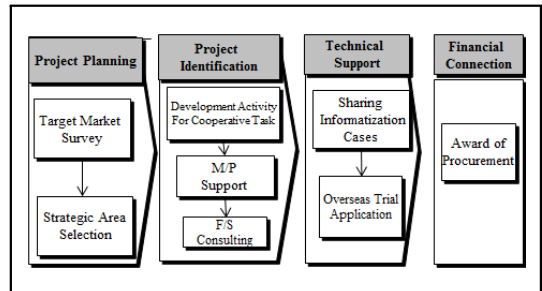 Project Planning
Target Market
Survey
Strategic Area
Selection
Project
Identification
Development Activity
For Cooperative Task
M/P
Support
F/S
Consulting
Technical
Support
Sharing
Informatization
Cases
Overseas Trial
Application
Financial
Connection
Award of
Procurement